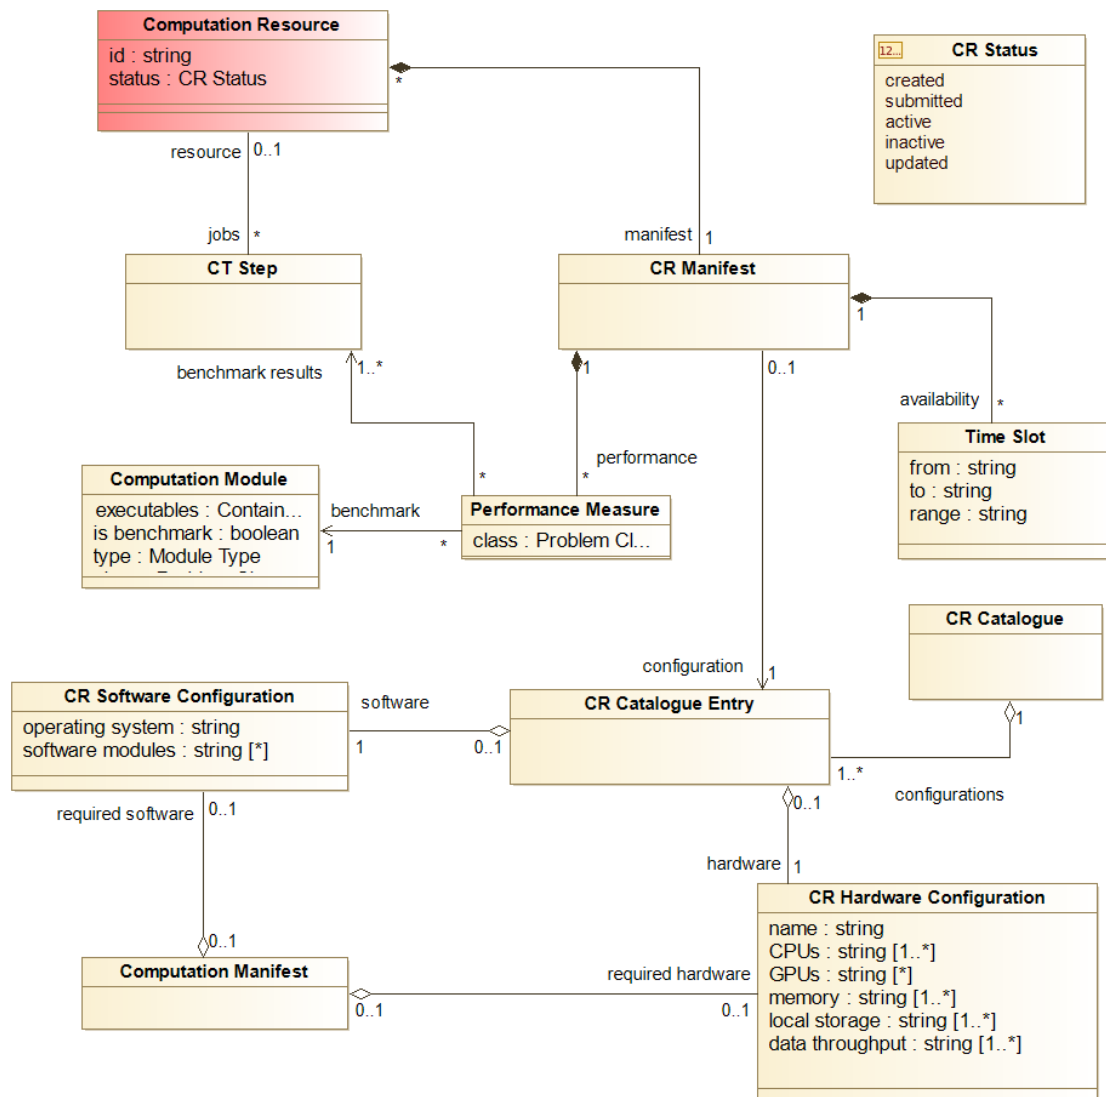 Computation Resource
id : string
status : CR Status
*
12...
CR Status
created
submitted
active
inactive
updated
resource
0..1
jobs
*
manifest
1
CT Step
CR Manifest
1
benchmark results
1..*
1
0..1
availability
*
Time Slot
from : string
to : string
range : string
performance
*
*
Computation Module
executables : Contain...
is benchmark : boolean
type : Module Type
benchmark
1
*
Performance Measure
class : Problem Cl...
CR Catalogue
1
configuration
1
CR Software Configuration
operating system : string
software modules : string [*]
software
1
0..1
CR Catalogue Entry
1..*
configurations
0..1
required software
0..1
hardware
1
CR Hardware Configuration
name : string
CPUs : string [1..*]
GPUs : string [*]
memory : string [1..*]
local storage : string [1..*]
data throughput : string [1..*]
0..1
Computation Manifest
required hardware
0..1
0..1